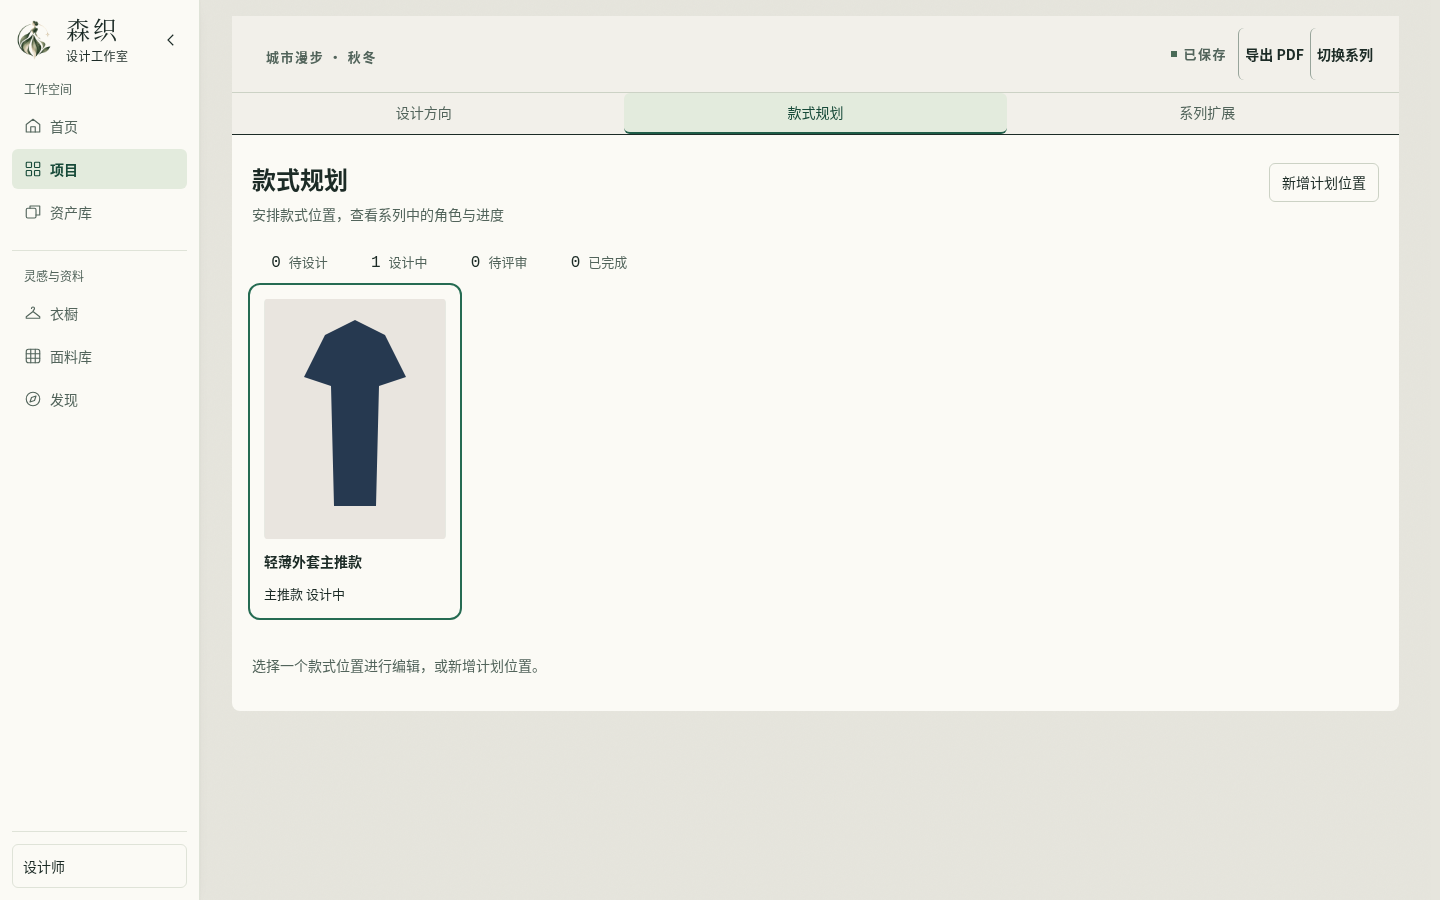 森织
设计工作室
工作空间
首页
项目
资产库
灵感与资料
衣橱
面料库
发现
设计师
城市漫步 · 秋冬
已保存
导出 PDF
切换系列
设计方向
款式规划
系列扩展
款式规划
新增计划位置
安排款式位置，查看系列中的角色与进度
0 待设计
1 设计中
0 待评审
0 已完成
轻薄外套主推款
主推款 设计中
选择一个款式位置进行编辑，或新增计划位置。